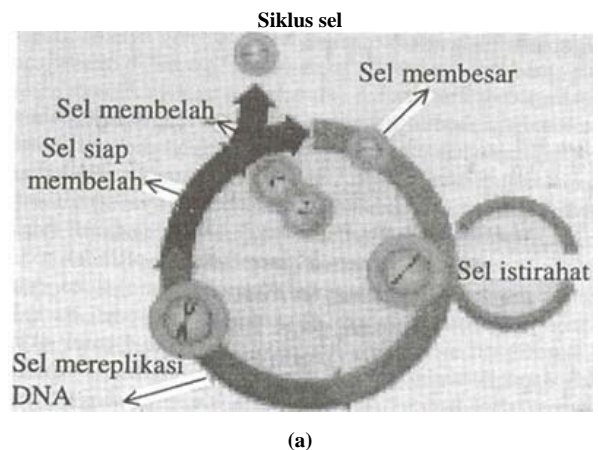 Siklus sel
Sel membesar
Sel membelah
Sel siap
membelah
Sel istirahat
Sel mereplikasi
DNA
(a)